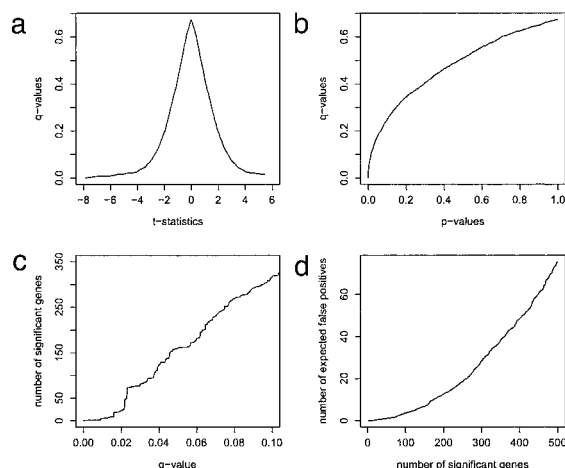 a
q-values
0.0 0.2 0.4 0.6
-8 -6 -4 -2 0 2 4 6
t-statistics
b
q-values
0.0 0.2 0.4 0.6
0.0 0.2 0.4 0.6 0.8 1.0
p-values
c
number of significant genes
0 50 150 250 350
0.00 0.02 0.04 0.06 0.08 0.10
q-value
d
number of expected false positives
0 20 40 60
0 100 200 300 400 500
number of significant genes